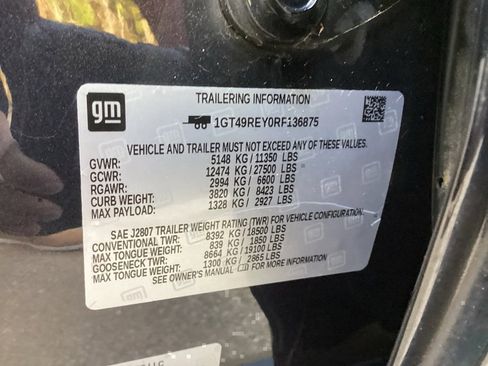 gm
TRAILERING INFORMATION
1GT49REY0RF136875
VEHICLE AND TRAILER MUST NOT EXCEED ANY OF THESE VALUES.
GVWR: 5148 KG / 11350 LBS
GCWR: 12474 KG / 27500 LBS
RGAWR: 2994 KG / 6600 LBS
CURB WEIGHT: 3820 KG / 8423 LBS
MAX PAYLOAD: 1328 KG / 2927 LBS
SAE J2807 TRAILER WEIGHT RATING (TWR) FOR VEHICLE CONFIGURATION.
CONVENTIONAL TWR: 8392 KG / 18500 LBS
MAX TONGUE WEIGHT: 839 KG / 1850 LBS
GOOSENECK TWR: 8664 KG / 19100 LBS
MAX TONGUE WEIGHT: 1300 KG / 2865 LBS
SEE OWNER'S MANUAL FOR MORE INFORMATION